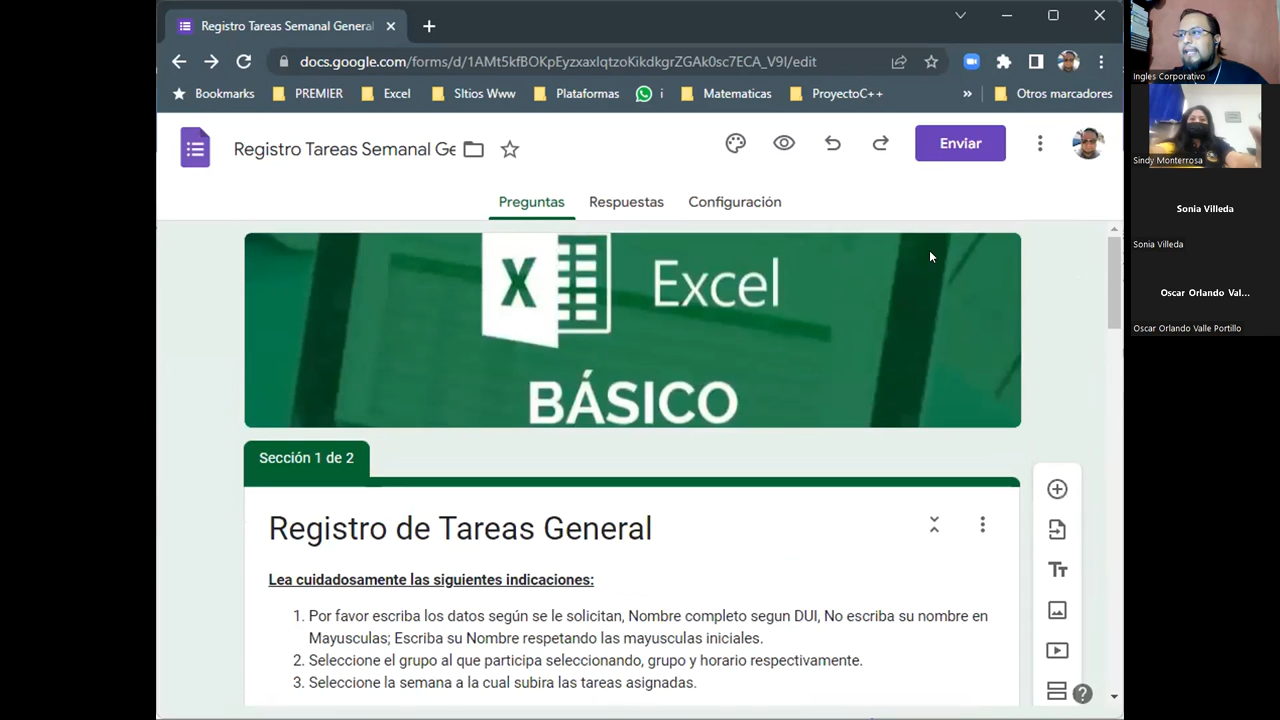 Registro Tareas Semanal General
docs.google.com/forms/d/1AMt5kfBOKpEyzxaxlqtzoKikdkgrZGAk0sc7ECA_V9I/edit
Bookmarks PREMIER Excel SItios Www Plataformas i Matematicas ProyectoC++ » Otros marcadores
Registro Tareas Semanal Ge
Enviar
Preguntas Respuestas Configuración
X Excel
BÁSICO
Sección 1 de 2
Registro de Tareas General
Lea cuidadosamente las siguientes indicaciones:
1. Por favor escriba los datos según se le solicitan, Nombre completo segun DUI, No escriba su nombre en
Mayusculas; Escriba su Nombre respetando las mayusculas iniciales.
2. Seleccione el grupo al que participa seleccionando, grupo y horario respectivamente.
3. Seleccione la semana a la cual subira las tareas asignadas.
Tt
Ingles Corporativo
Sindy Monterrosa
Sonia Villeda
Sonia Villeda
Oscar Orlando Val...
Oscar Orlando Valle Portillo